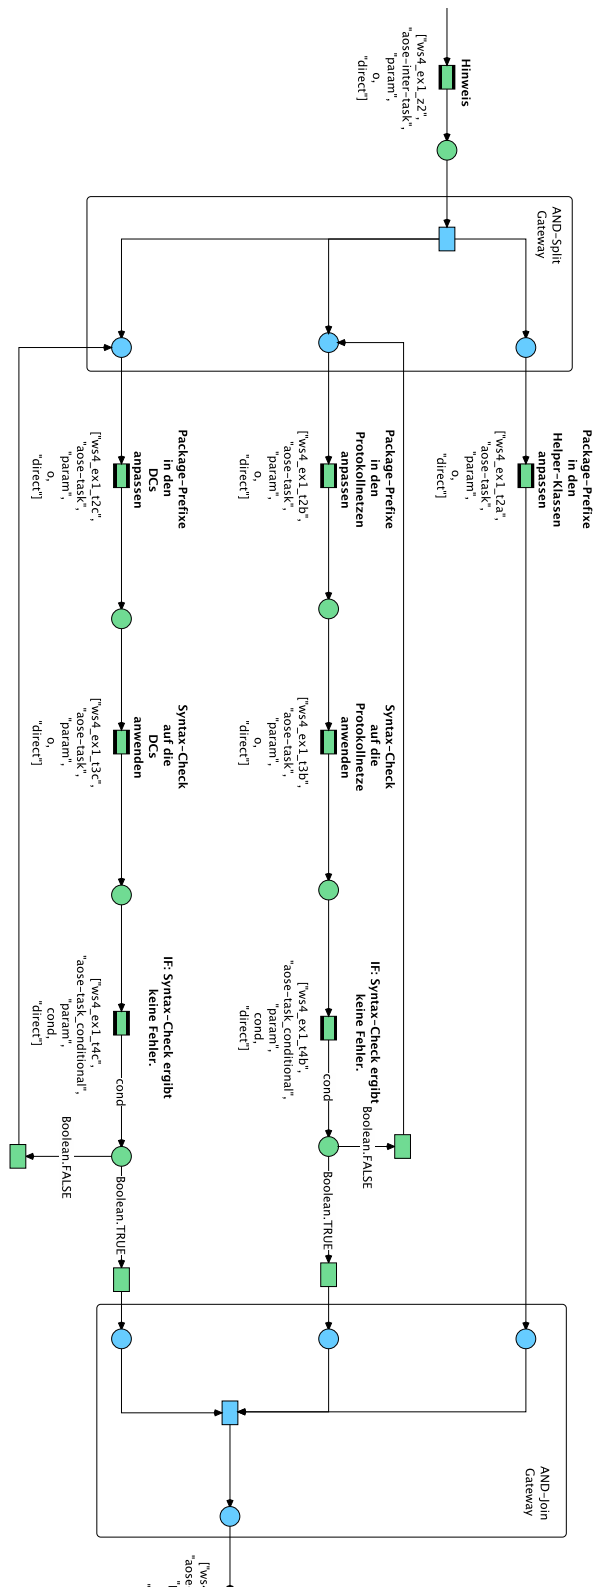 Hinweis
["ws4_ex1_z2",
"aose-inter-task",
"param",
o,
"direct"]
AND-Split
Gateway
Package-Prefixe
in den
Helper-Klassen
anpassen
["ws4_ex1_t2a",
"aose-task",
"param",
o,
"direct"]
Package-Prefixe
in den
Protokollnetzen
anpassen
["ws4_ex1_t2b",
"aose-task",
"param",
o,
"direct"]
Package-Prefixe
in den
DCs
anpassen
["ws4_ex1_t2c",
"aose-task",
"param",
o,
"direct"]
Syntax-Check
auf die
Protokollnetze
anwenden
["ws4_ex1_t3b",
"aose-task",
"param",
o,
"direct"]
Syntax-Check
auf die
DCs
anwenden
["ws4_ex1_t3c",
"aose-task",
"param",
o,
"direct"]
IF: Syntax-Check ergibt
keine Fehler.
["ws4_ex1_t4b",
"aose-task_conditional",
"param",
cond,
"direct"]
cond
Boolean.FALSE
Boolean.TRUE
IF: Syntax-Check ergibt
keine Fehler.
["ws4_ex1_t4c",
"aose-task_conditional",
"param",
cond,
"direct"]
cond
Boolean.FALSE
Boolean.TRUE
AND-Join
Gateway